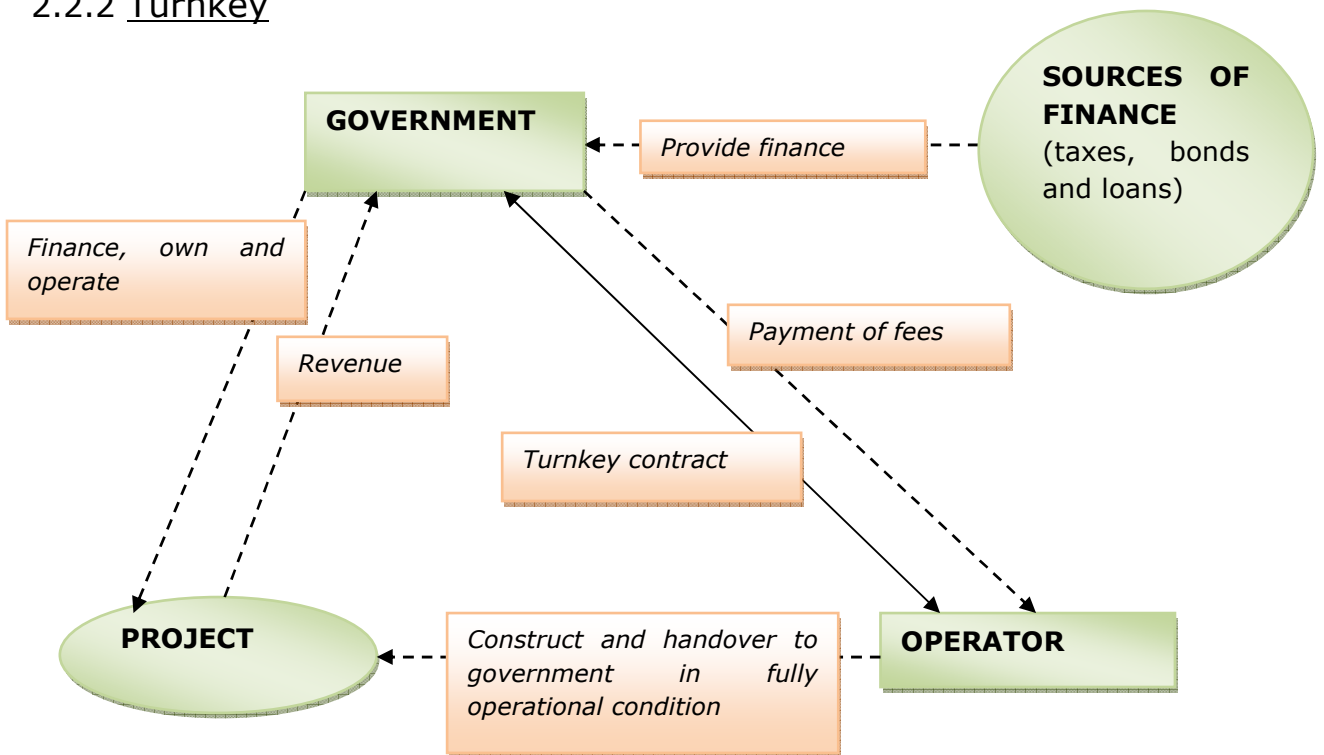 2.2.2 Turnkey
SOURCES OF
FINANCE
(taxes, bonds
and loans)
GOVERNMENT
Provide finance
Finance, own and
operate
Revenue
Payment of fees
Turnkey contract
PROJECT
Construct and handover to
government in fully
operational condition
OPERATOR